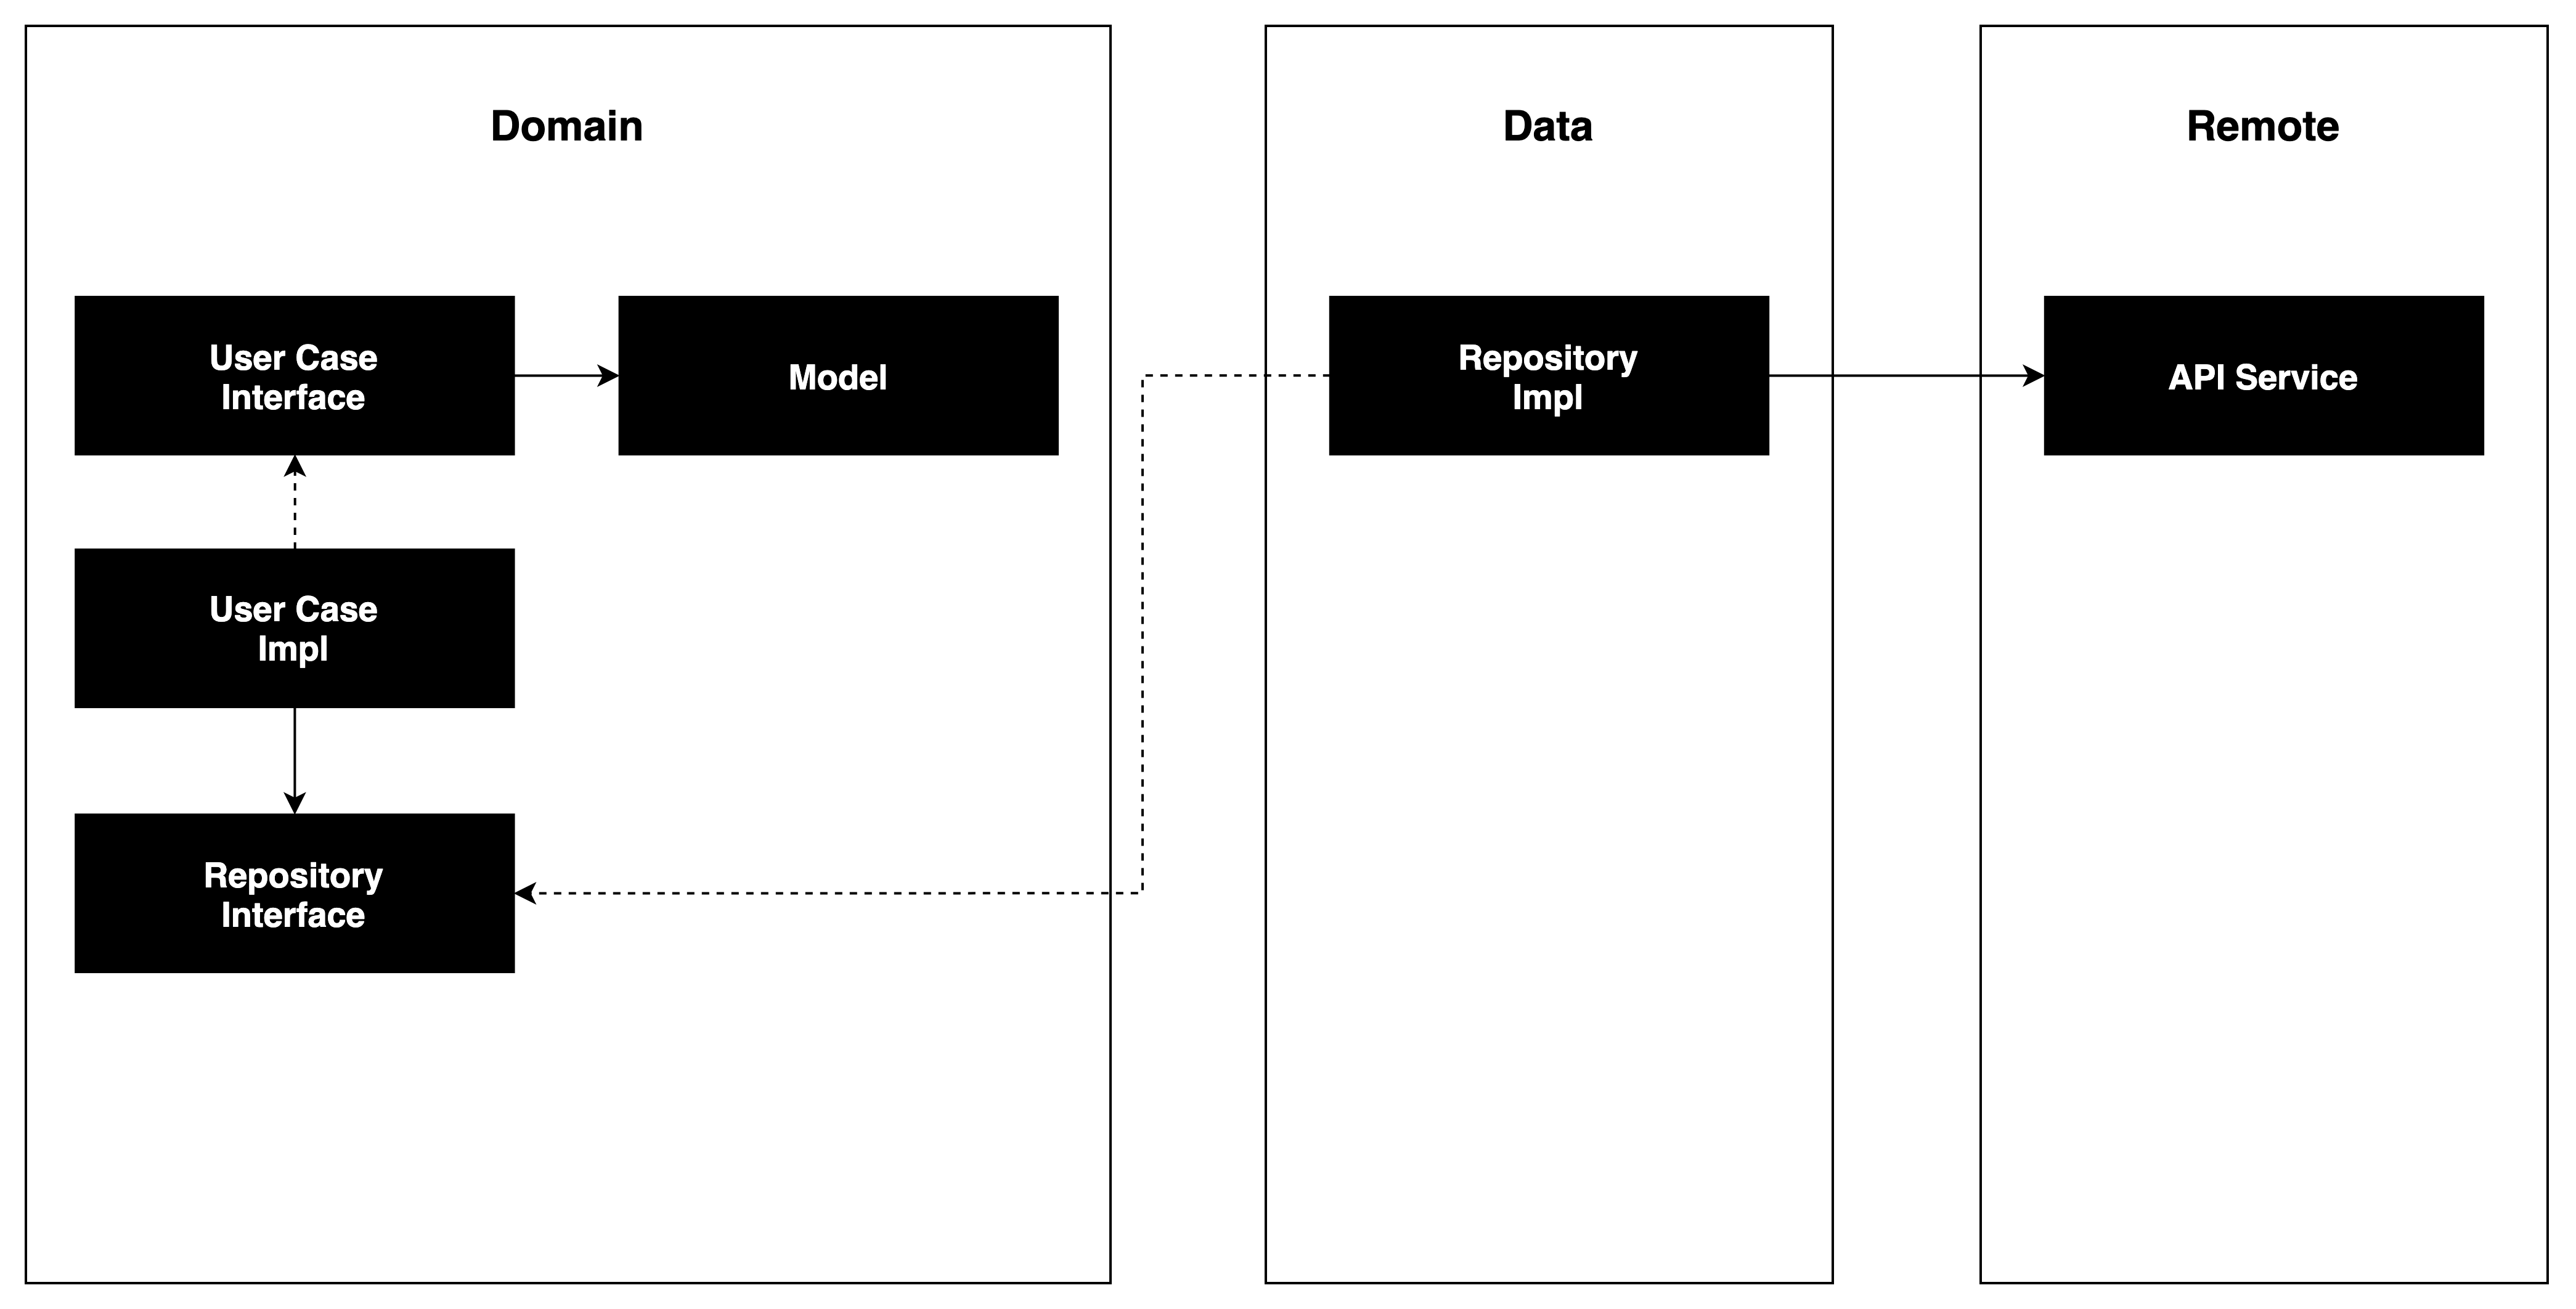 Domain
User Case
Interface
Model
User Case
Impl
Repository
Interface
Data
Repository
Impl
Remote
API Service